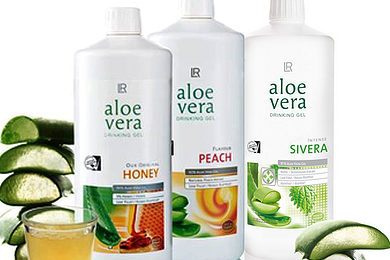 LR
aloe
vera
DRINKING GEL
OUR ORIGINAL
HONEY
LR
aloe
vera
DRINKING GEL
FLAVOUR
PEACH
LR
aloe
vera
DRINKING GEL
INTENSE
SIVERA